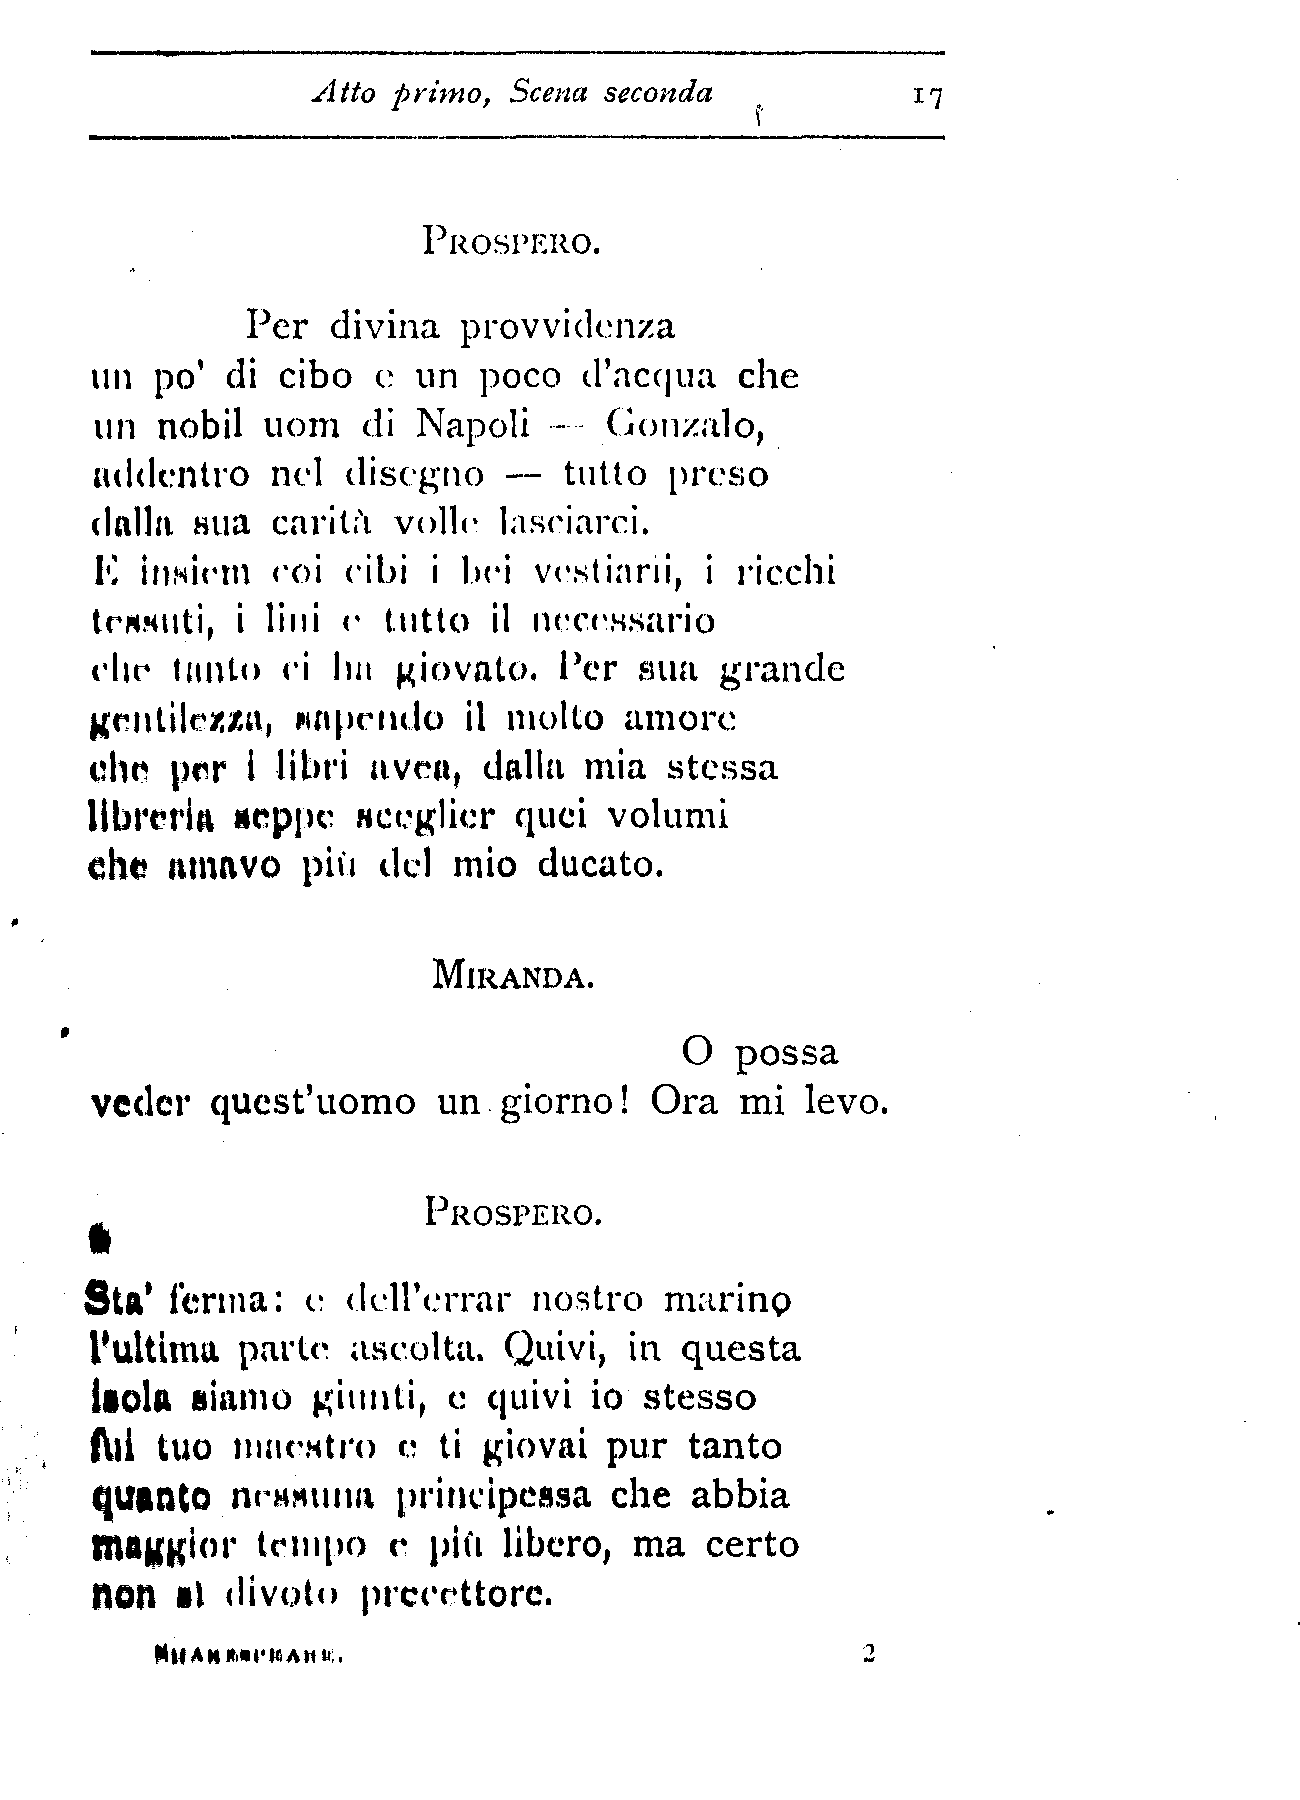 Atto primo, Scena seconda 17
PROSPERO.
Per divina provvidenza
un po' di cibo e un poco d'acqua che
un nobil uom di Napoli — Gonzalo,
addentro nel disegno — tutto preso
dalla sua carità volle lasciarci.
E insiem coi cibi i bei vestiarii, i ricchi
tessuti, i lini e tutto il necessario
che tanto ci ha giovato. Per sua grande
gentilezza, sapendo il molto amore
che per i libri avea, dalla mia stessa
libreria seppe sceglier quei volumi
che amavo più del mio ducato.
MIRANDA.
O possa
veder quest'uomo un giorno! Ora mi levo.
PROSPERO.
Sta' ferma: e dell'errar nostro marino
l'ultima parte ascolta. Quivi, in questa
isola siamo giunti, e quivi io stesso
fui tuo maestro e ti giovai pur tanto
quanto nessuna principessa che abbia
maggior tempo e più libero, ma certo
non sì divoto precettore.
SHAKESPEARE. 2